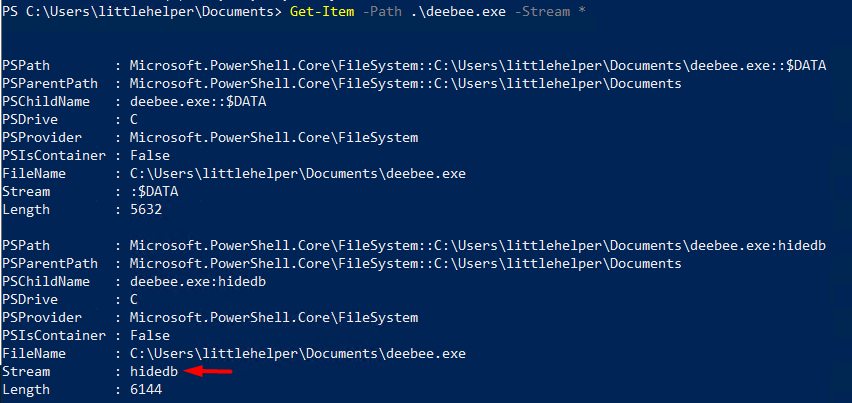 PS C:\Users\littlehelper\Documents> Get-Item -Path .\deebee.exe -Stream *
PSPath : Microsoft.PowerShell.Core\FileSystem::C:\Users\littlehelper\Documents\deebee.exe::$DATA
PSParentPath : Microsoft.PowerShell.Core\FileSystem::C:\Users\littlehelper\Documents
PSChildName : deebee.exe::$DATA
PSDrive : C
PSProvider : Microsoft.PowerShell.Core\FileSystem
PSIsContainer : False
FileName : C:\Users\littlehelper\Documents\deebee.exe
Stream : :$DATA
Length : 5632
PSPath : Microsoft.PowerShell.Core\FileSystem::C:\Users\littlehelper\Documents\deebee.exe:hidedb
PSParentPath : Microsoft.PowerShell.Core\FileSystem::C:\Users\littlehelper\Documents
PSChildName : deebee.exe:hidedb
PSDrive : C
PSProvider : Microsoft.PowerShell.Core\FileSystem
PSIsContainer : False
FileName : C:\Users\littlehelper\Documents\deebee.exe
Stream : hidedb
Length : 6144